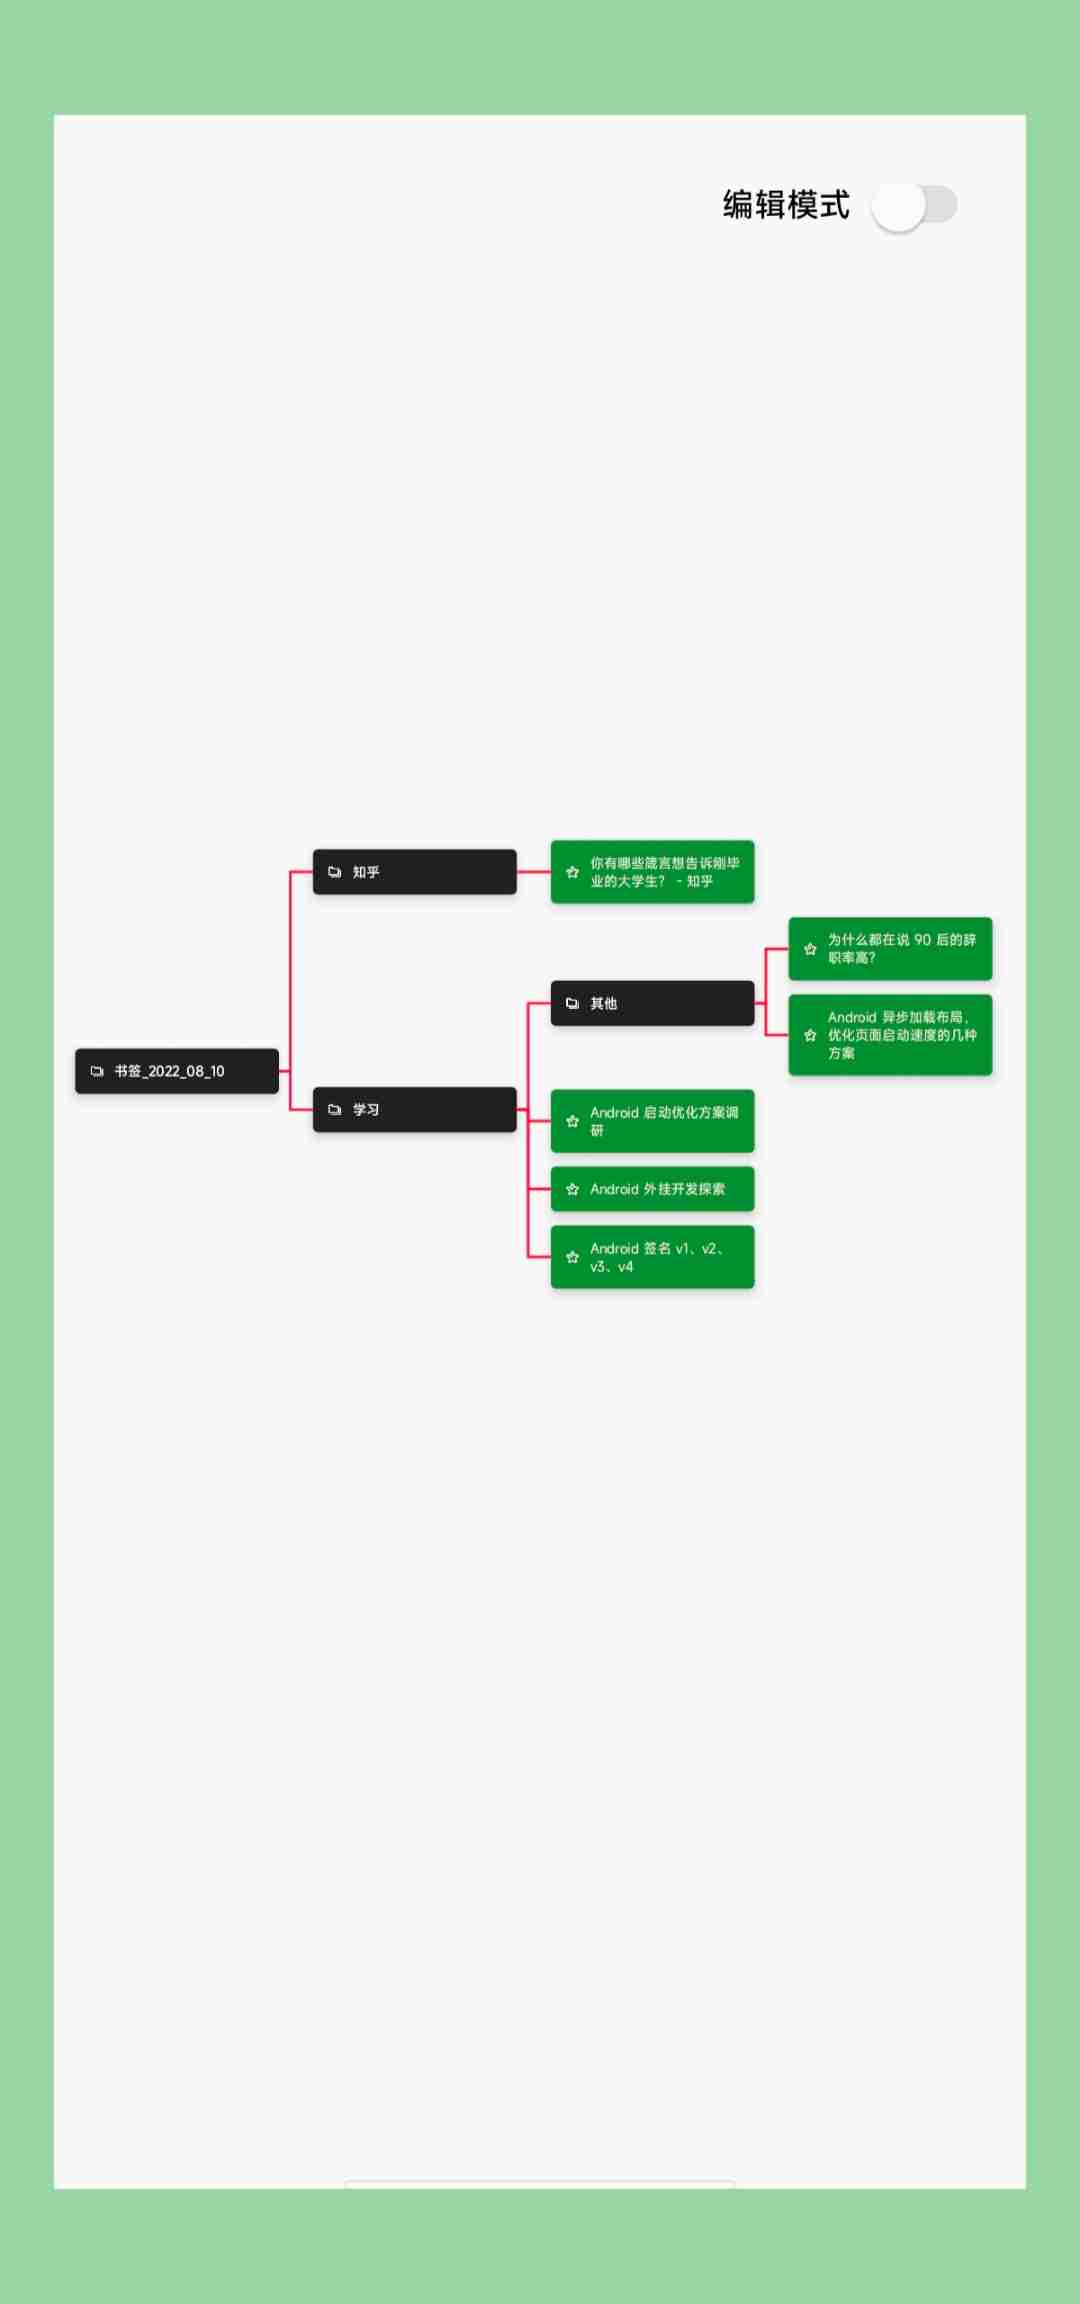 编辑模式
知乎
你有哪些箴言想告诉刚毕
业的大学生？ - 知乎
为什么都在说 90 后的辞
职率高？
其他
Android 异步加载布局，
优化页面启动速度的几种
方案
书签_2022_08_10
学习
Android 启动优化方案调
研
Android 外挂开发探索
Android 签名 v1、v2、
v3、v4